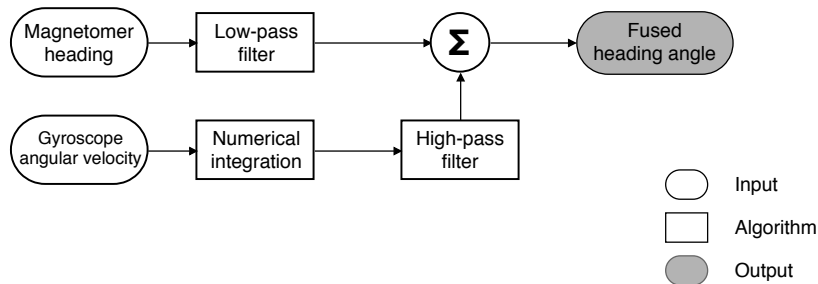 Magnetomer
heading
Low-pass
filter
Σ
Fused
heading angle
Gyroscope
angular velocity
Numerical
integration
High-pass
filter
Input
Algorithm
Output